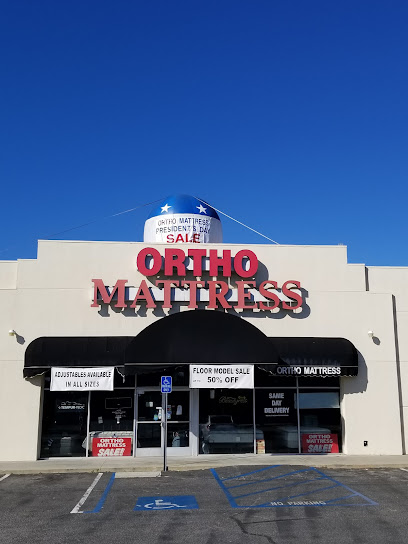 ORTHO MATTRESS
PRESIDENT'S DAY
SALE
ORTHO
MATTRESS
ADJUSTABLES AVAILABLE
IN ALL SIZES
FLOOR MODEL SALE
50% OFF
ORTHO MATTRESS
SAME
DAY
DELIVERY
ORTHO
MATTRESS
SALE!
ORTHO
MATTRESS
SALE!
NO PARKING